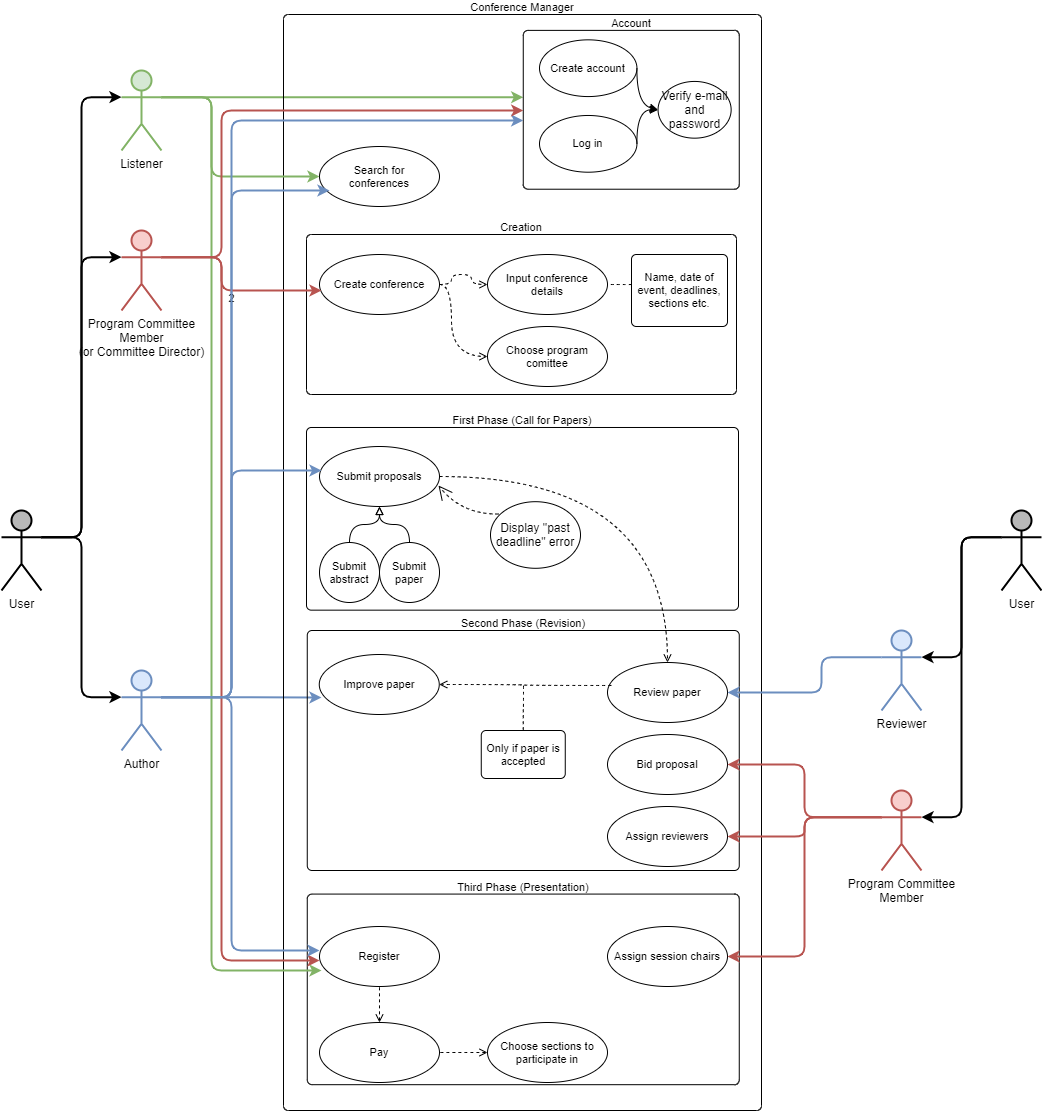 Conference Manager
Account
Create account
Verify e-mail
and
password
Log in
Listener
Search for
conferences
Creation
Create conference
Input conference
details
Name, date of
event, deadlines,
sections etc.
2
Program Committee
Member
(or Committee Director)
Choose program
comittee
First Phase (Call for Papers)
Submit proposals
Display "past
deadline" error
Submit
abstract
Submit
paper
User
User
Second Phase (Revision)
Improve paper
Review paper
Only if paper is
accepted
Bid proposal
Assign reviewers
Author
Reviewer
Program Committee
Member
Third Phase (Presentation)
Register
Assign session chairs
Pay
Choose sections to
participate in